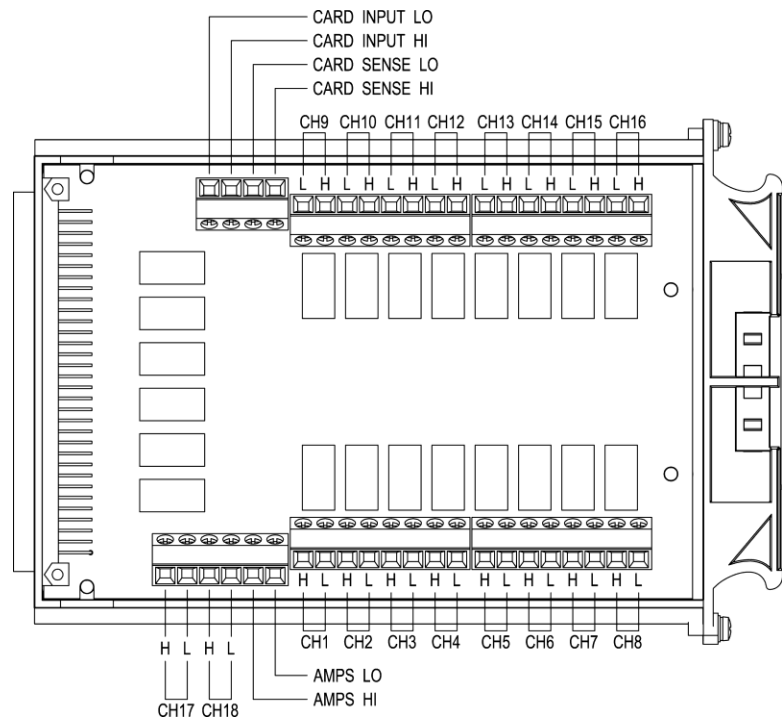 CARD INPUT LO
CARD INPUT HI
CARD SENSE LO
CARD SENSE HI
CH9 CH10 CH11 CH12 CH13 CH14 CH15 CH16
L H L H L H L H L H L H L H L H
H L H L H L H L H L H L H L H L
CH1 CH2 CH3 CH4 CH5 CH6 CH7 CH8
H L H L
AMPS LO
AMPS HI
CH17 CH18